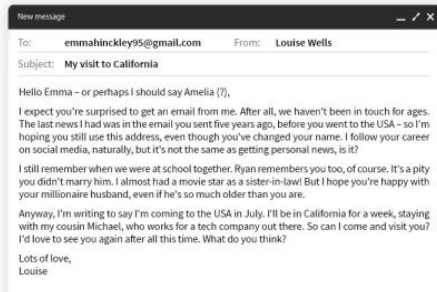 New message
To: emmahinckley95@gmail.com From: Louise Wells
Subject: My visit to California
Hello Emma – or perhaps I should say Amelia (?),
I expect you're surprised to get an email from me. After all, we haven't been in touch for ages.
The last news I had was in the email you sent five years ago, before you went to the USA – so I'm
hoping you still use this address, even though you've changed your name. I follow your career
on social media, naturally, but it's not the same as getting personal news, is it?
I still remember when we were at school together. Ryan remembers you too, of course. It's a pity
you didn't marry him. I almost had a movie star as a sister-in-law! But I hope you're happy with
your millionaire husband, even if he's so much older than you are.
Anyway, I'm writing to say I'm coming to the USA in July. I'll be in California for a week, staying
with my cousin Michael, who works for a tech company out there. So can I come and visit you?
I'd love to see you again after all this time. What do you think?
Lots of love,
Louise